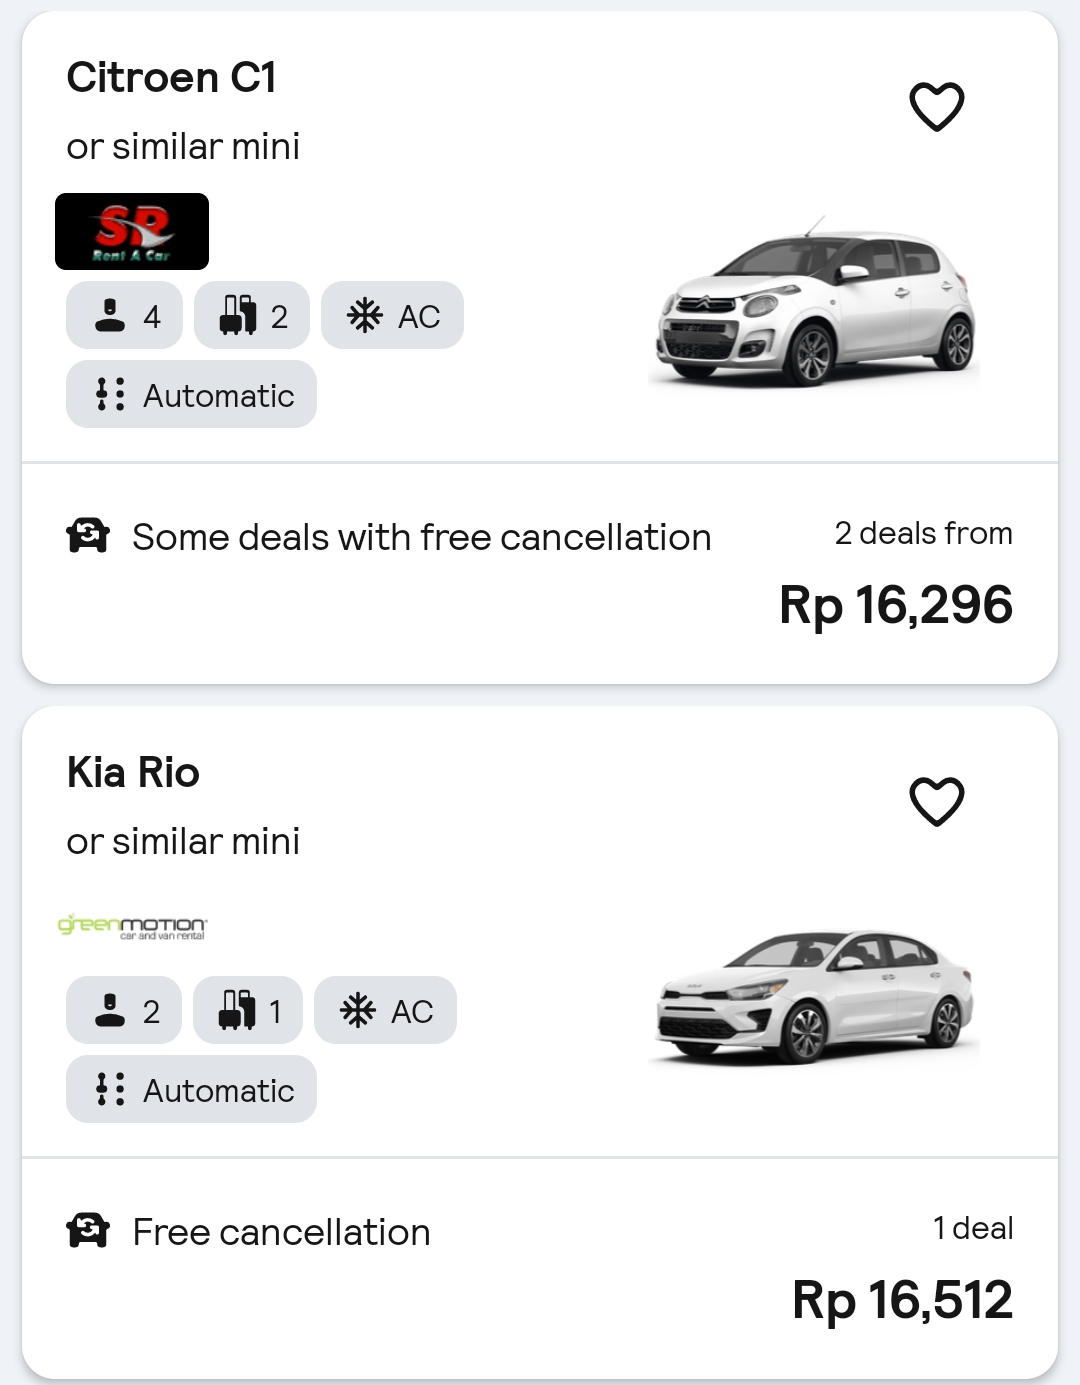 Citroen C1
or similar mini
SR
Rent A Car
4
2
AC
Automatic
Some deals with free cancellation
2 deals from
Rp 16,296
Kia Rio
or similar mini
greenmotion
car and van rental
2
1
AC
Automatic
Free cancellation
1 deal
Rp 16,512